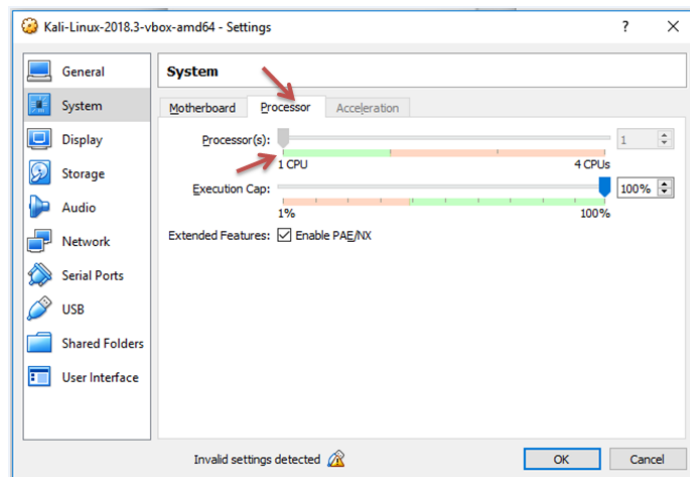 Kali-Linux-2018.3-vbox-amd64 - Settings
?
General
System
Display
Storage
Audio
Network
Serial Ports
USB
Shared Folders
User Interface
System
Motherboard Processor Acceleration
Processor(s): 1
1 CPU 4 CPUs
Execution Cap: 100%
1% 100%
Extended Features: Enable PAE/NX
Invalid settings detected
OK Cancel